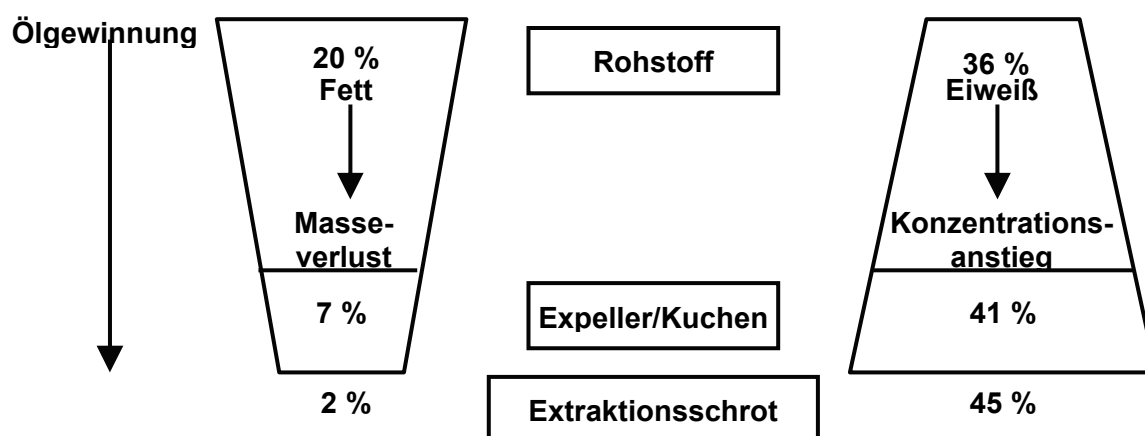 Ölgewinnung
20 %
Fett
Rohstoff
36 %
Eiweiß
Masse-
verlust
Konzentrations-
anstieg
7 %
Expeller/Kuchen
41 %
2 %
Extraktionsschrot
45 %